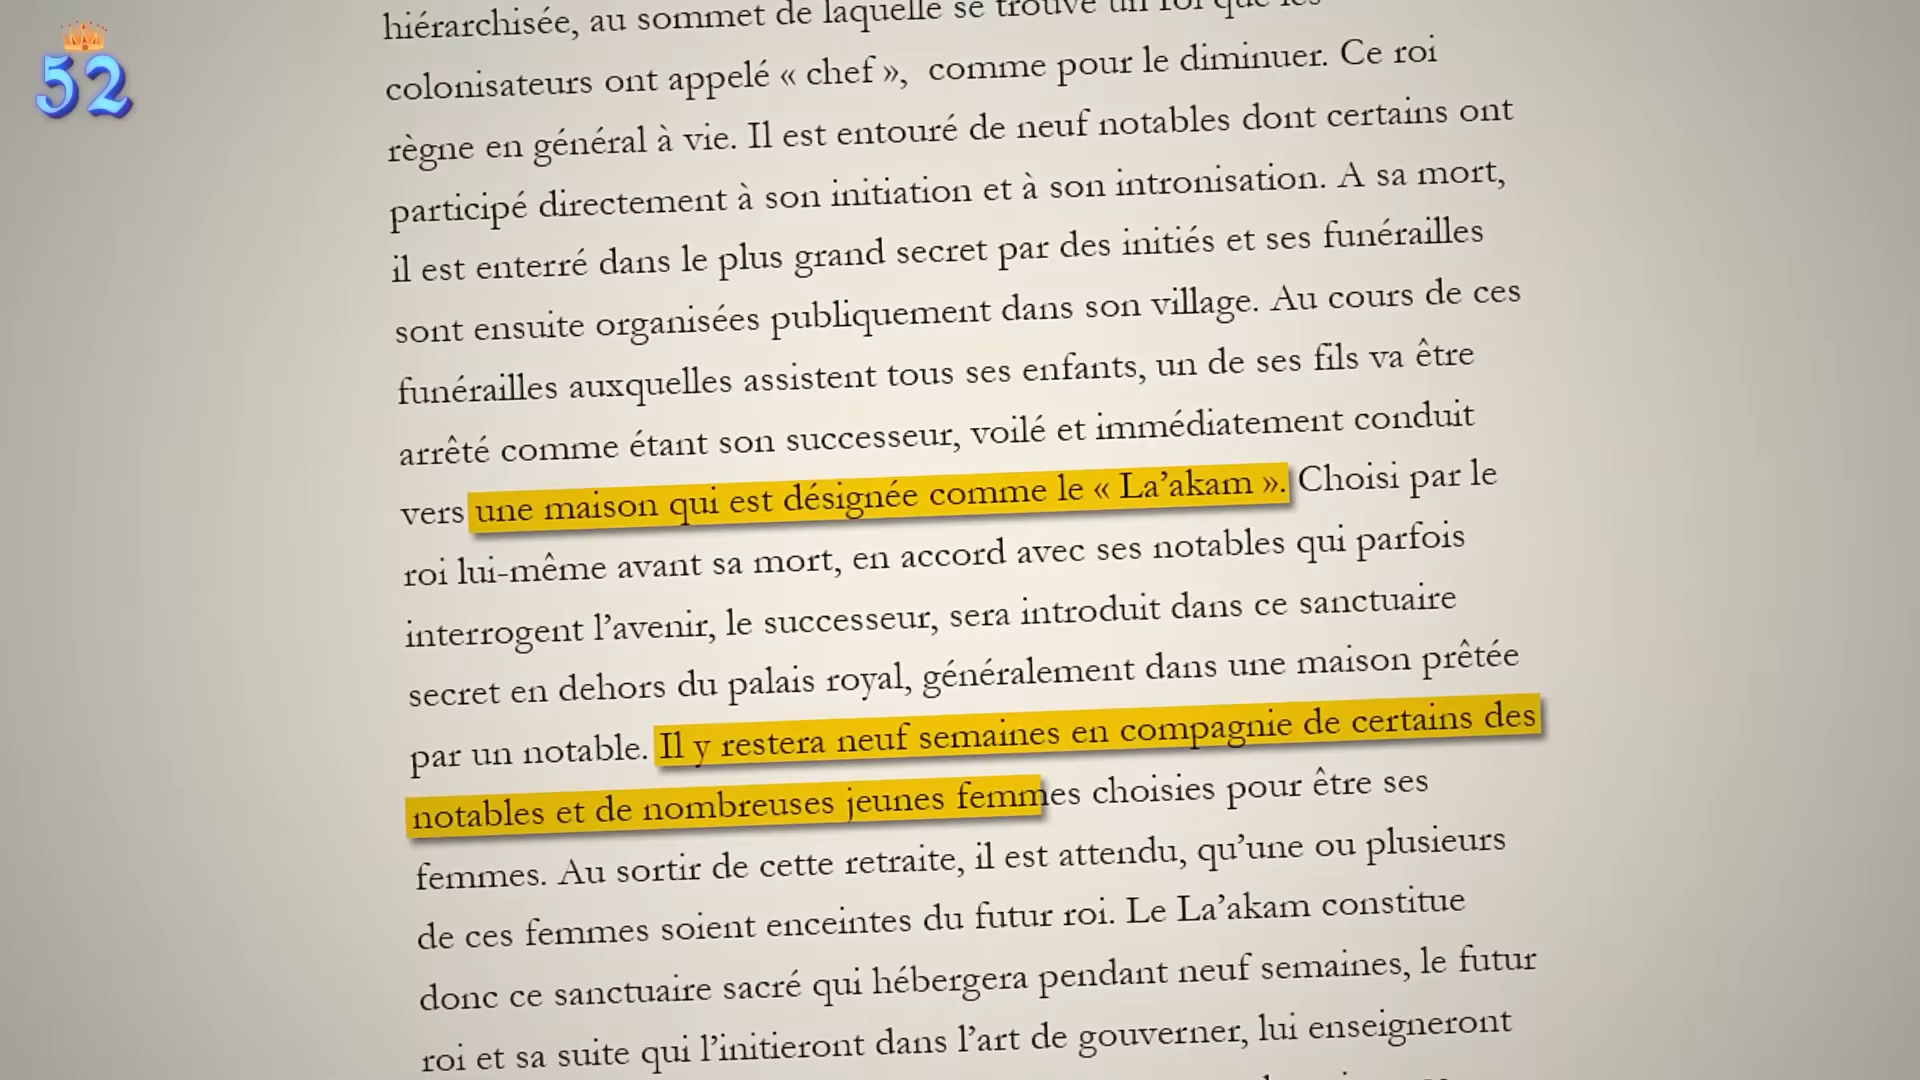 52
hiérarchisée, au sommet de laquelle se trouve un roi que les
colonisateurs ont appelé « chef », comme pour le diminuer. Ce roi
règne en général à vie. Il est entouré de neuf notables dont certains ont
participé directement à son initiation et à son intronisation. A sa mort,
il est enterré dans le plus grand secret par des initiés et ses funérailles
sont ensuite organisées publiquement dans son village. Au cours de ces
funérailles auxquelles assistent tous ses enfants, un de ses fils va être
arrêté comme étant son successeur, voilé et immédiatement conduit
vers une maison qui est désignée comme le « La’akam ». Choisi par le
roi lui-même avant sa mort, en accord avec ses notables qui parfois
interrogent l’avenir, le successeur, sera introduit dans ce sanctuaire
secret en dehors du palais royal, généralement dans une maison prêtée
par un notable. Il y restera neuf semaines en compagnie de certains des
notables et de nombreuses jeunes femmes choisies pour être ses
femmes. Au sortir de cette retraite, il est attendu, qu’une ou plusieurs
de ces femmes soient enceintes du futur roi. Le La’akam constitue
donc ce sanctuaire sacré qui hébergera pendant neuf semaines, le futur
roi et sa suite qui l’initieront dans l’art de gouverner, lui enseigneront